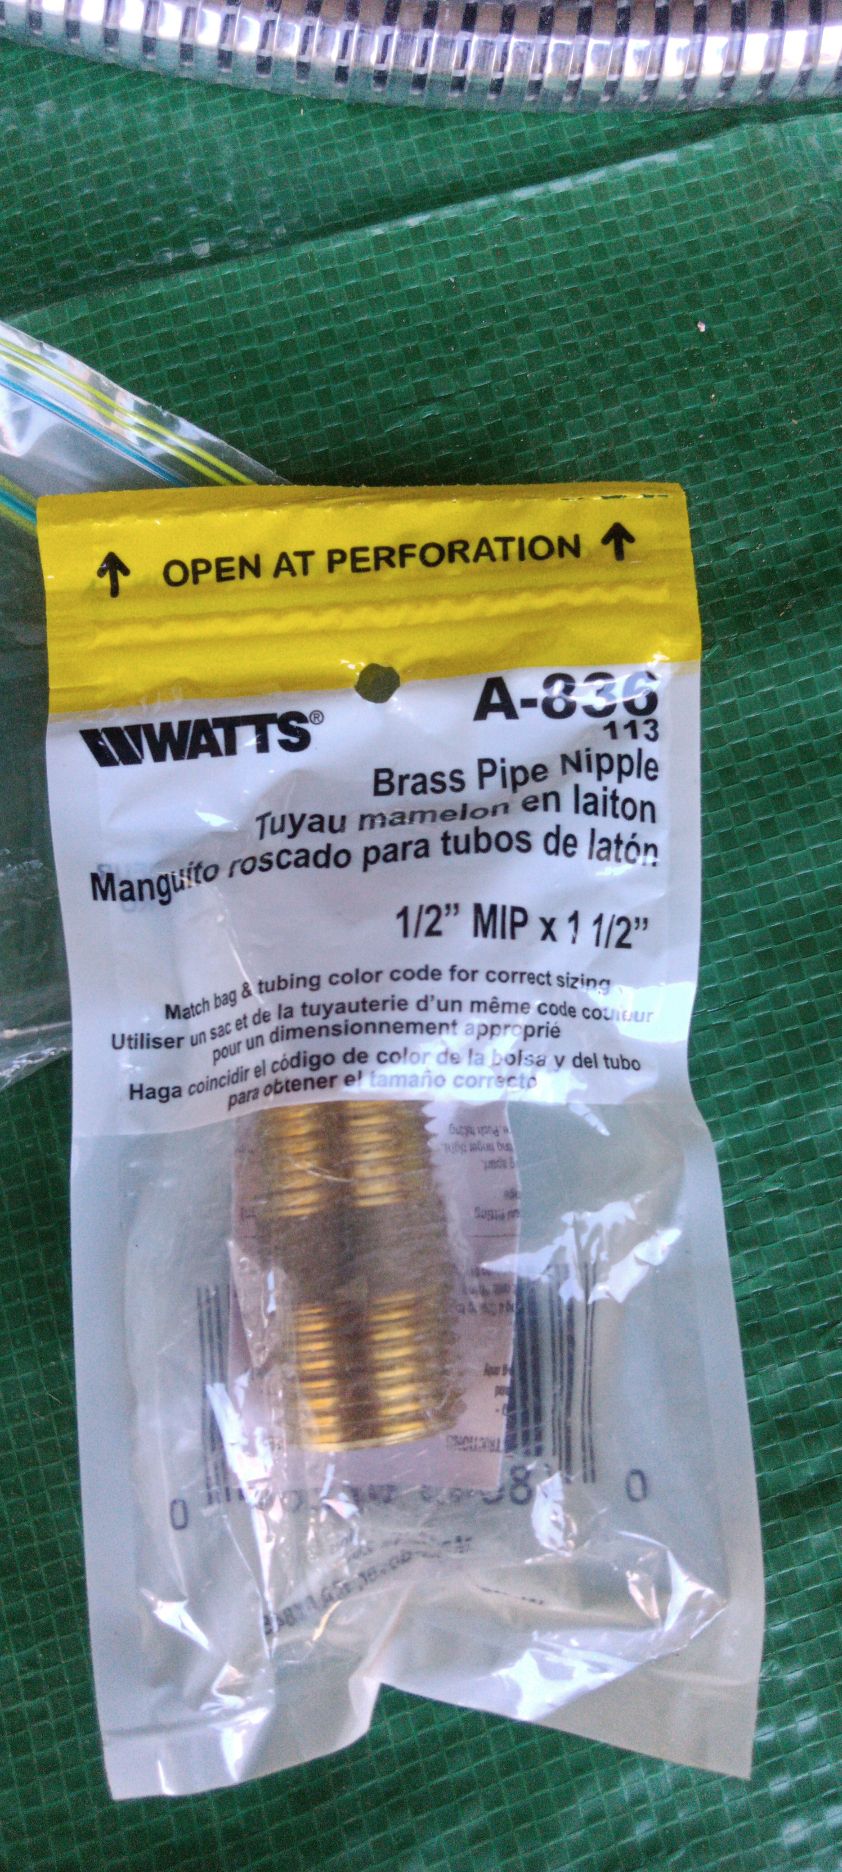 OPEN AT PERFORATION
WATTS®
A-836
113
Brass Pipe Nipple
Tuyau mamelon en laiton
Manguito roscado para tubos de latón
1/2” MIP x 1 1/2”
Match bag & tubing color code for correct sizing
Utiliser un sac et de la tuyauterie d’un même code couleur
pour un dimensionnement approprié
Haga coincidir el código de color de la bolsa y del tubo
para obtener el tamaño correcto
0
0